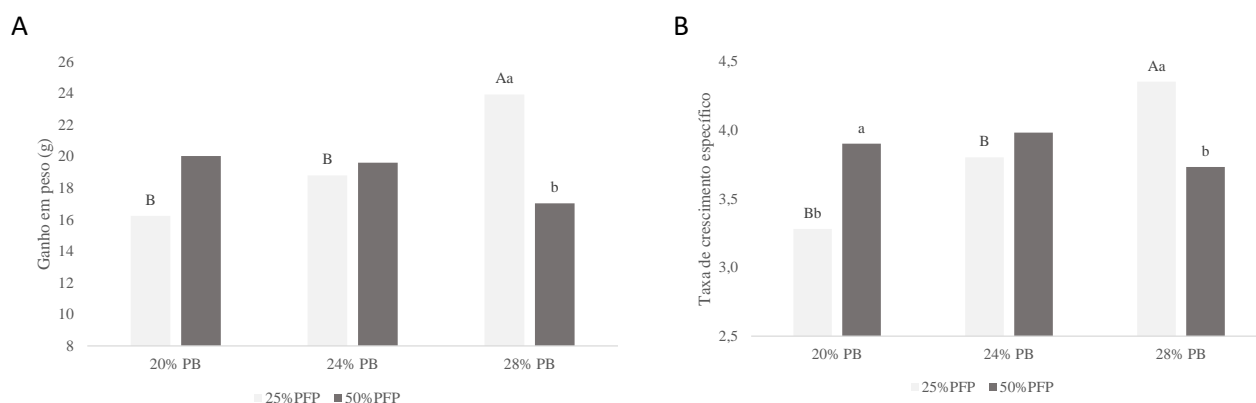 A
Ganho em peso (g)
26
24
22
20
18
16
14
12
10
8
B
B
Aa
b
20% PB 24% PB 28% PB
25%PFP 50%PFP
B
Taxa de crescimento específico
4,5
4,0
3,5
3,0
2,5
Bb
a
B
Aa
b
20% PB 24% PB 28% PB
25%PFP 50%PFP